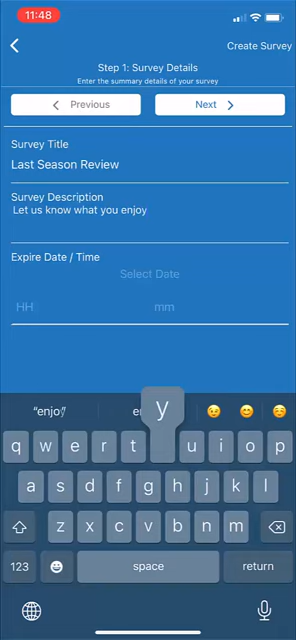 11:48
Create Survey
Step 1: Survey Details
Enter the summary details of your survey
Previous
Next
Survey Title
Last Season Review
Survey Description
Let us know what you enjoy
Expire Date / Time
Select Date
HH mm
"enjoy"
y
q w e r t u i o p
a s d f g h j k l
z x c v b n m
123 space return